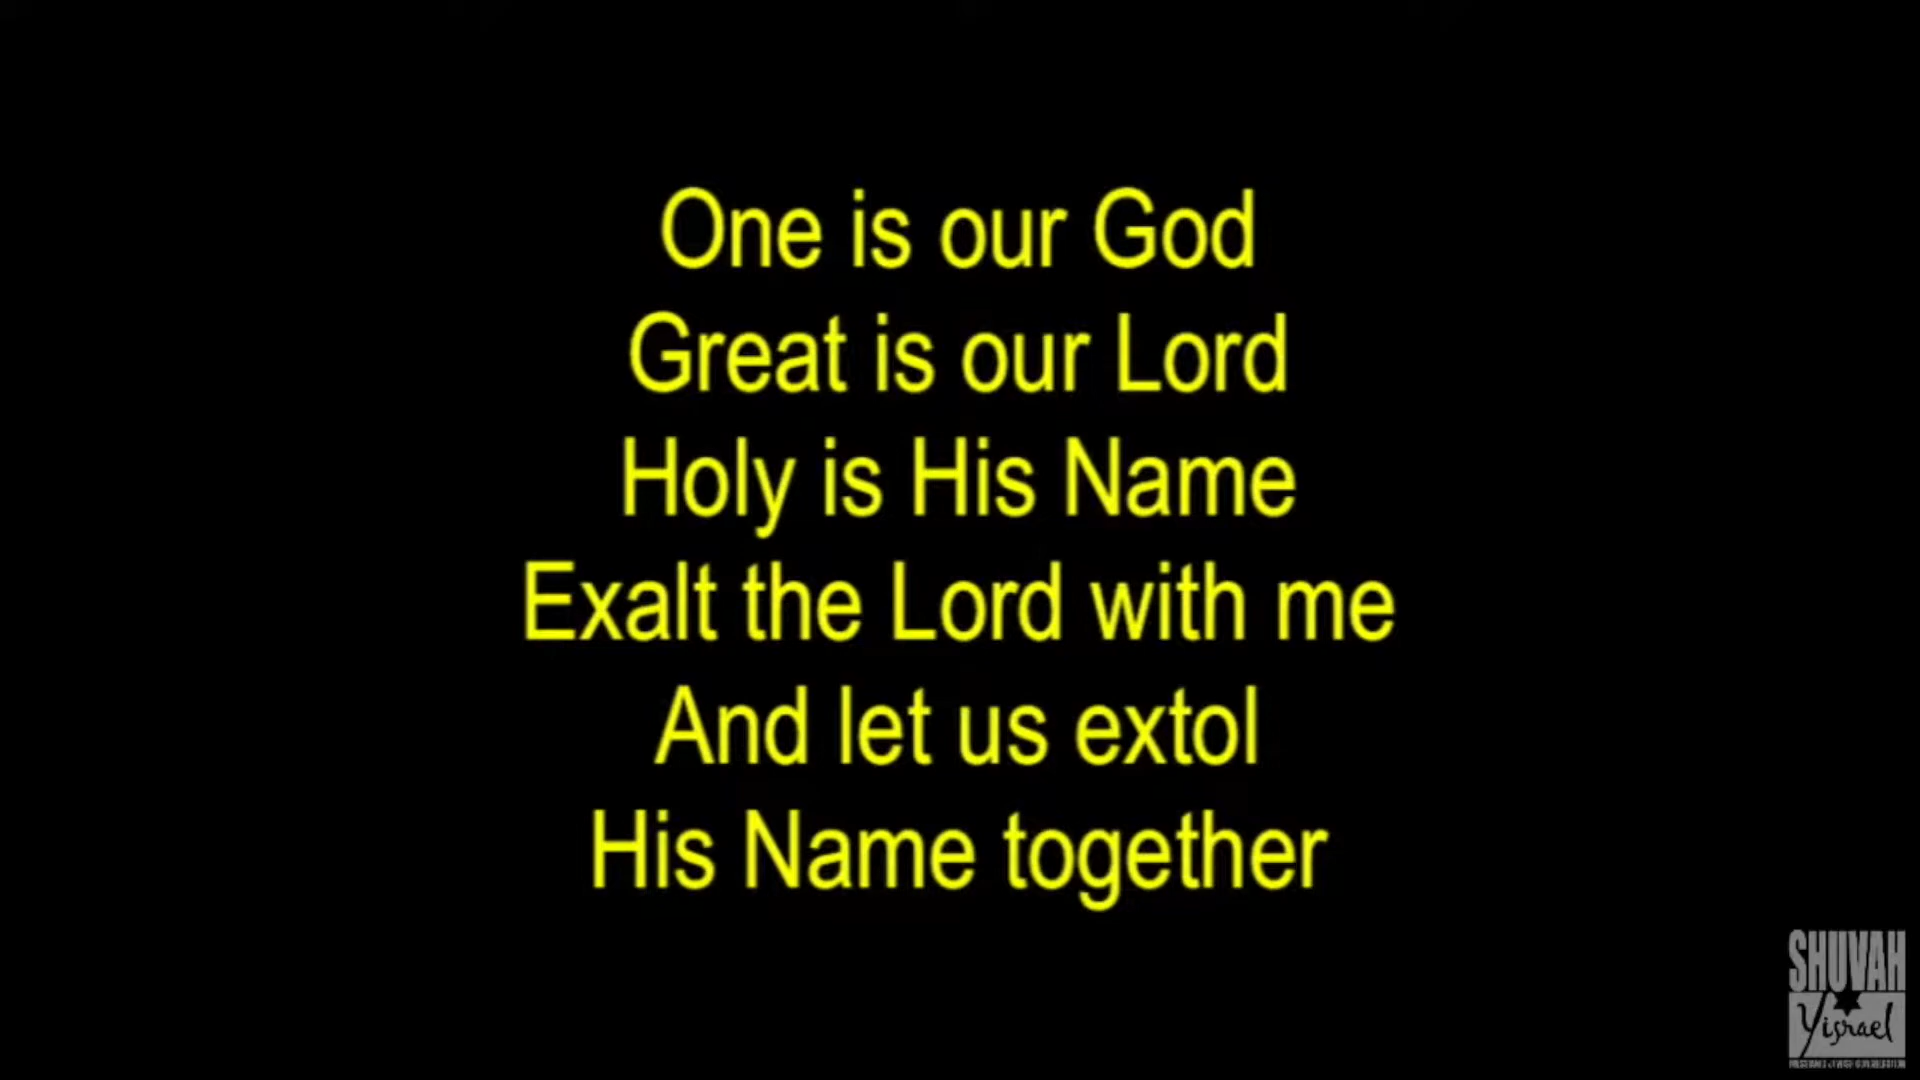 One is our God
Great is our Lord
Holy is His Name
Exalt the Lord with me
And let us extol
His Name together
SHUVAH
Yisrael